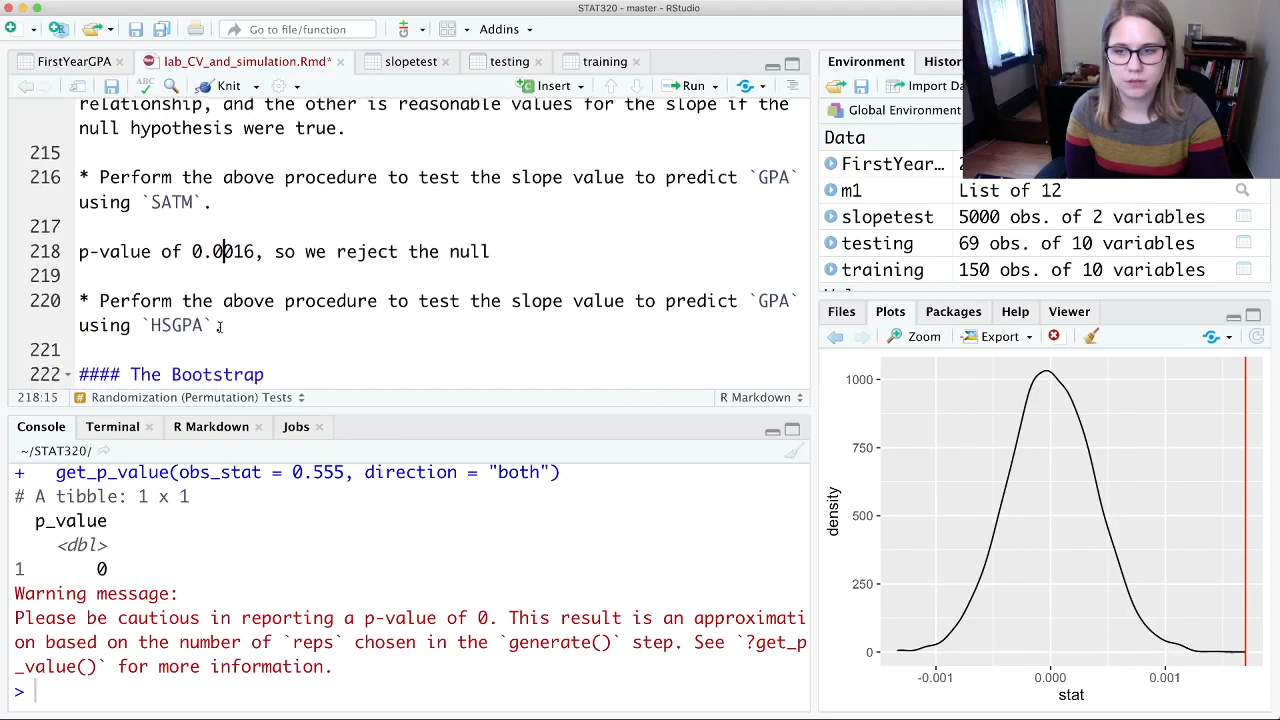 STAT320 - master - RStudio
Go to file/function
Addins
FirstYearGPA
lab_CV_and_simulation.Rmd*
slopetest
testing
training
ABC
Knit
Insert
Run
relationship, and the other is reasonable values for the slope if the
null hypothesis were true.
215
216 * Perform the above procedure to test the slope value to predict `GPA`
using `SATM`.
217
218 p-value of 0.0016, so we reject the null
219
220 * Perform the above procedure to test the slope value to predict `GPA`
using `HSGPA`.
221
222 #### The Bootstrap
218:15 # Randomization (Permutation) Tests R Markdown
Console Terminal R Markdown Jobs
~/STAT320/
+ get_p_value(obs_stat = 0.555, direction = "both")
# A tibble: 1 x 1
p_value
<dbl>
1 0
Warning message:
Please be cautious in reporting a p-value of 0. This result is an approximati
on based on the number of `reps` chosen in the `generate()` step. See `?get_p
_value()` for more information.
>
Environment Histor
Import Da
Global Environment
Data
FirstYear…
m1 List of 12
slopetest 5000 obs. of 2 variables
testing 69 obs. of 10 variables
training 150 obs. of 10 variables
Files Plots Packages Help Viewer
Zoom Export
1000
750
500
250
0
density
-0.001 0.000 0.001
stat